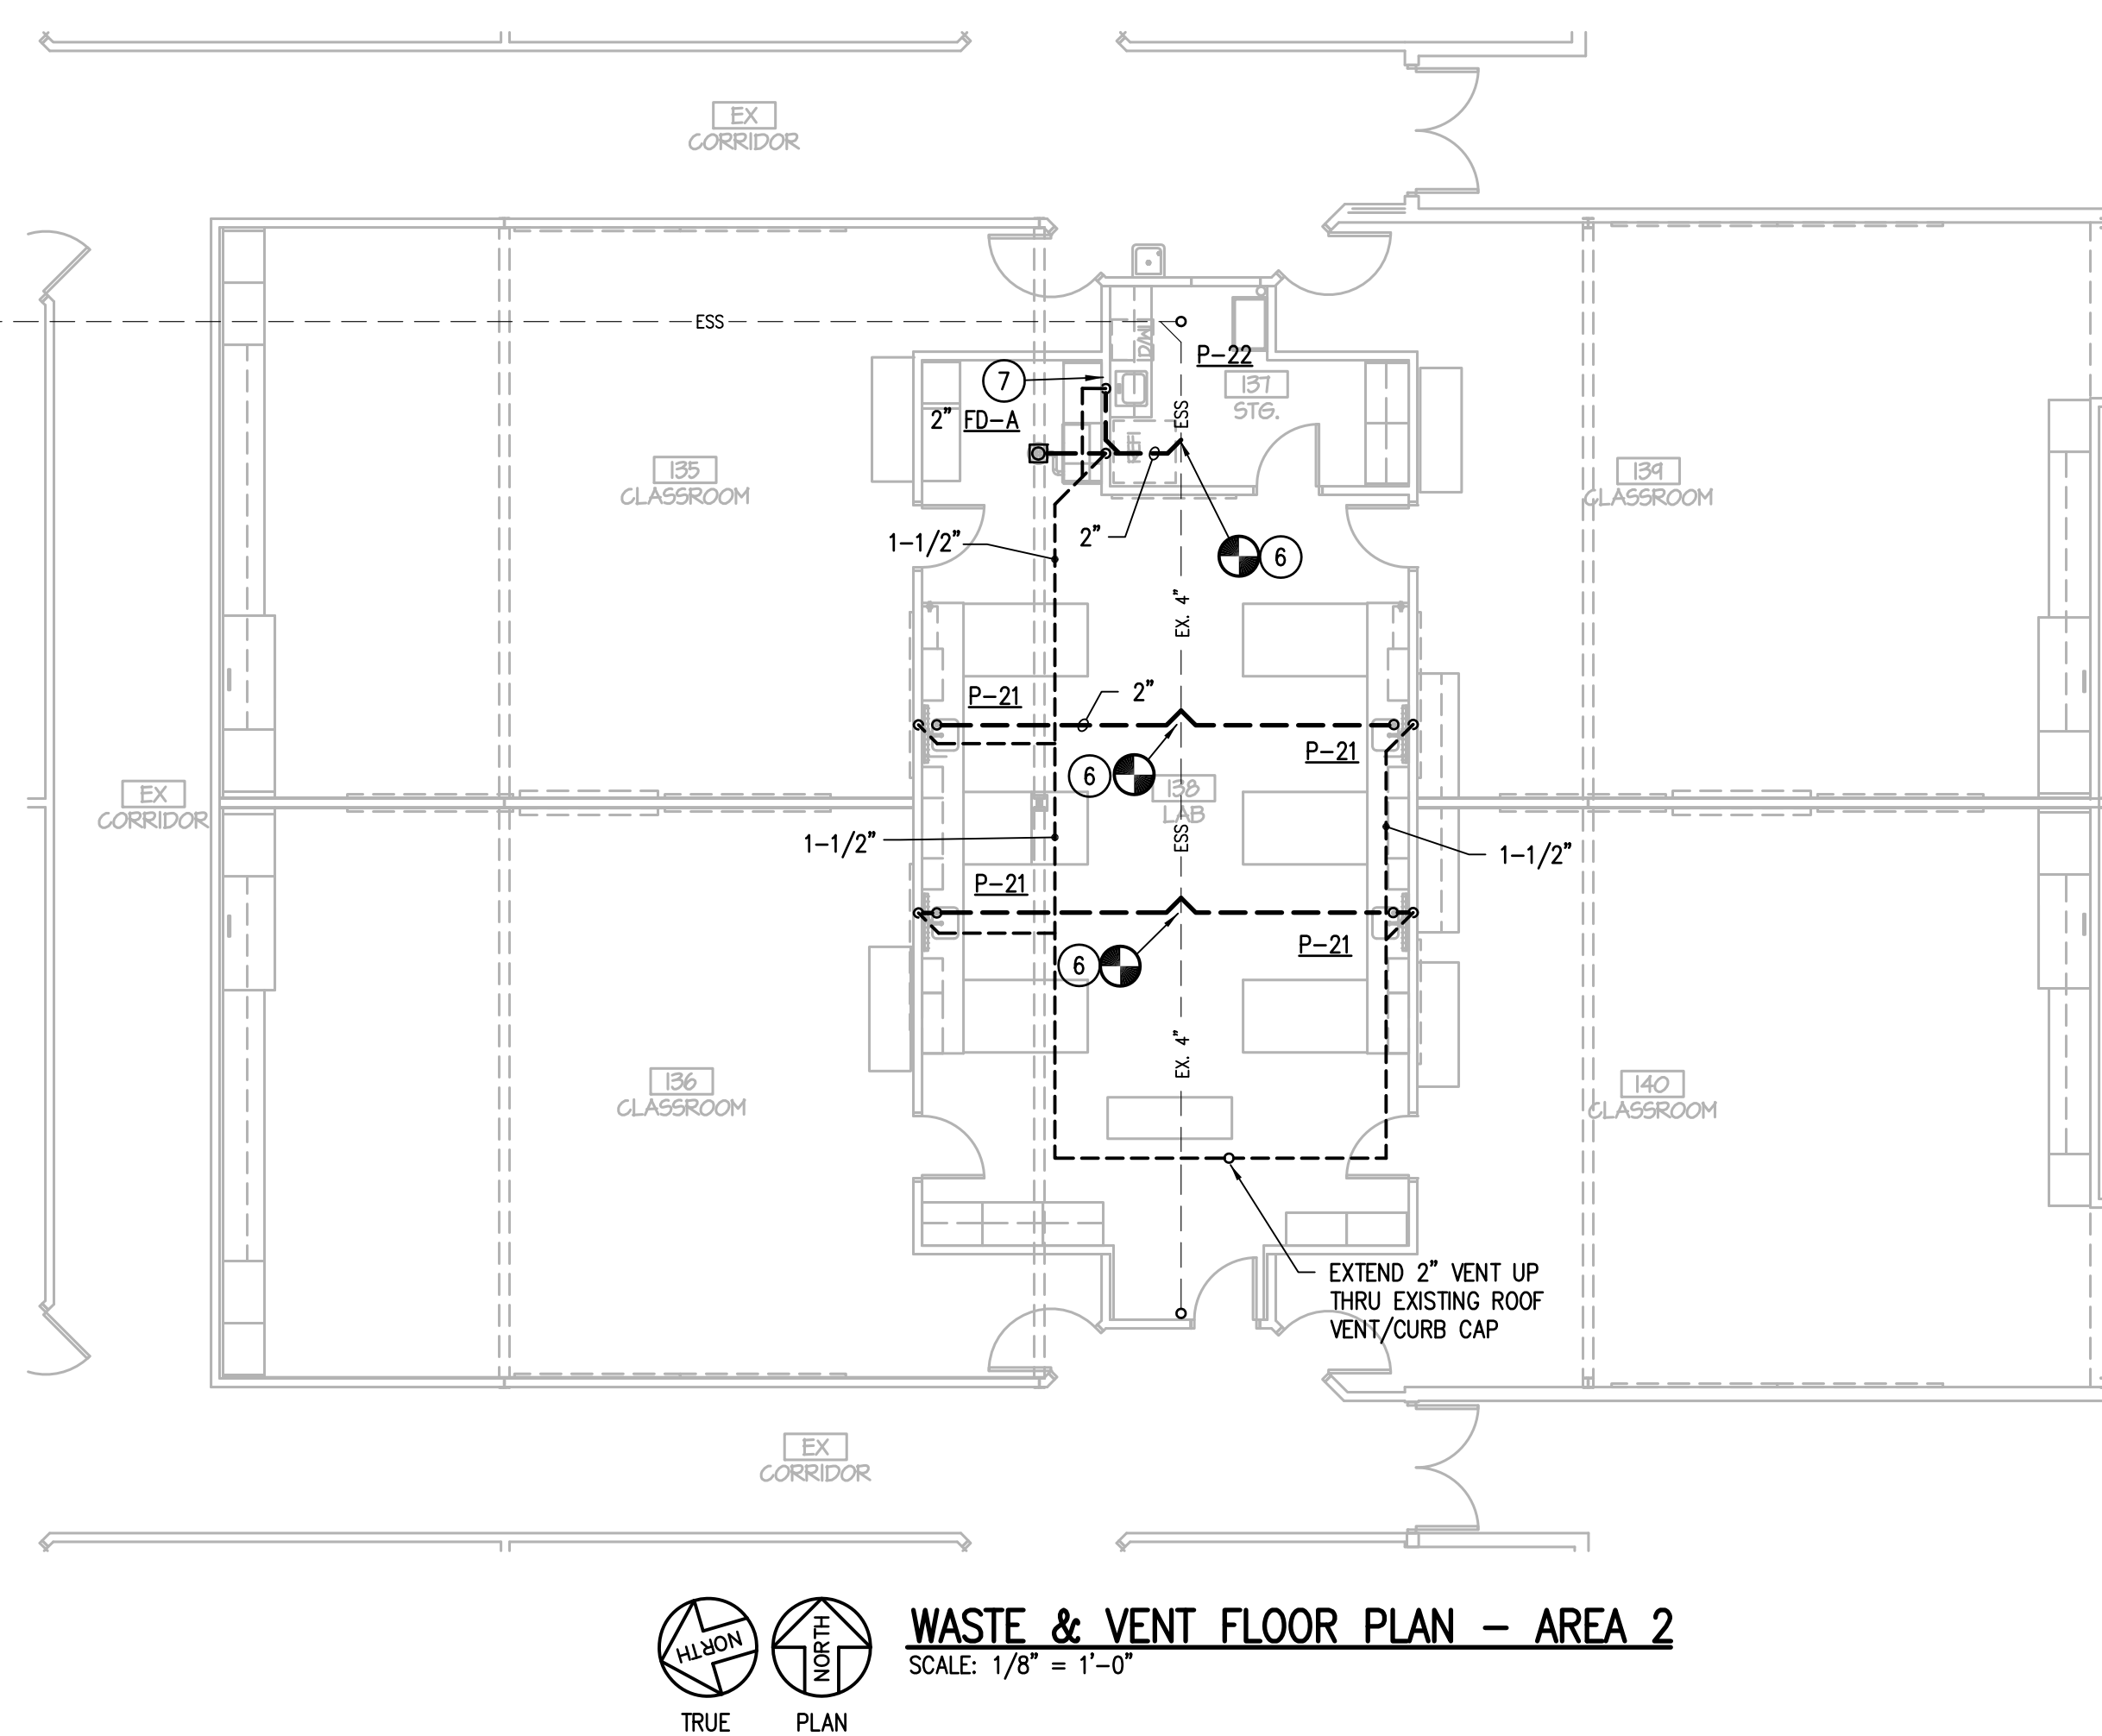 EX
CORRIDOR
ESS
P-22
DW
7
137
STG.
2" FD-A
ESS
135
CLASSROOM
REF
139
CLASSROOM
1-1/2"
2"
6
EX. 4"
P-21
2"
P-21
6
138
LAB
EX
CORRIDOR
ESS
1-1/2"
1-1/2"
P-21
P-21
6
EX. 4"
136
CLASSROOM
140
CLASSROOM
EXTEND 2" VENT UP
THRU EXISTING ROOF
VENT/CURB CAP
EX
CORRIDOR
NORTH
NORTH
WASTE & VENT FLOOR PLAN - AREA 2
SCALE: 1/8" = 1'-0"
TRUE
PLAN